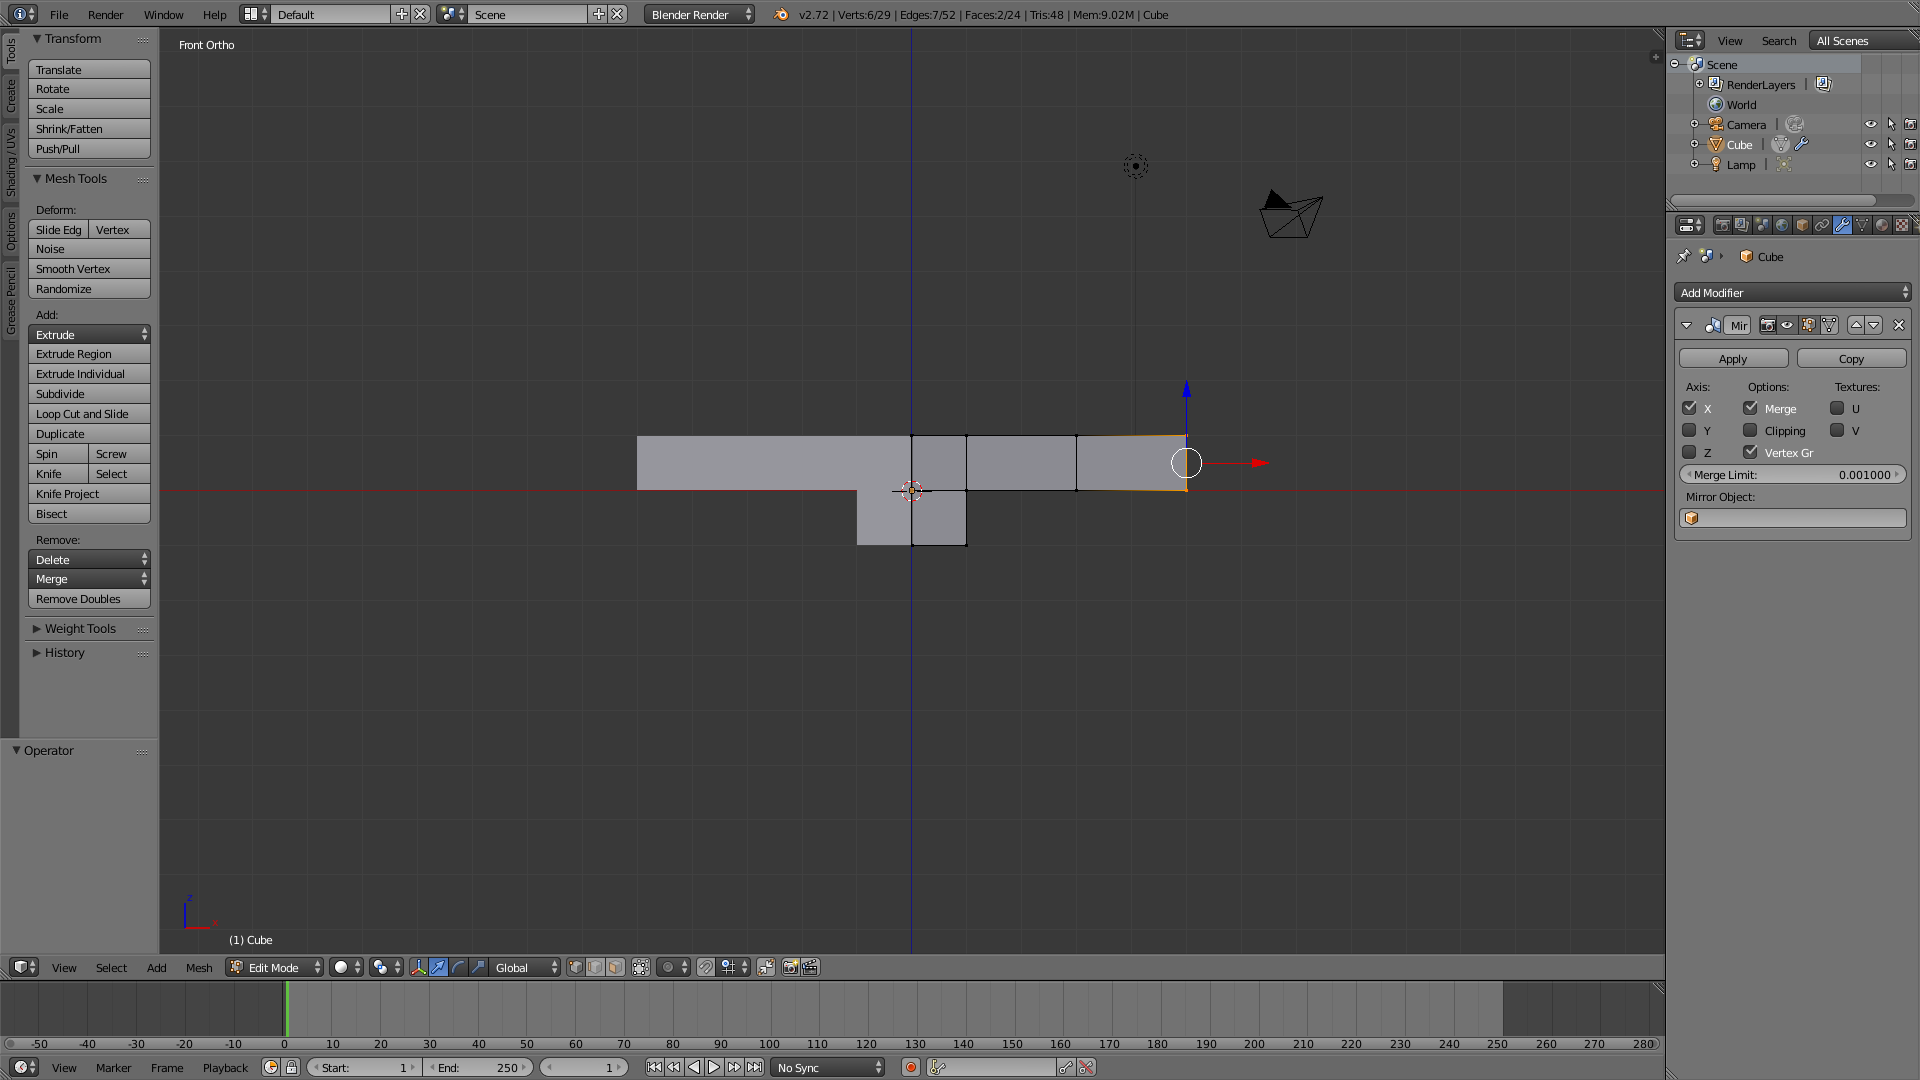 File Render Window Help Default Scene Blender Render v2.72 | Verts:6/29 | Edges:7/52 | Faces:2/24 | Tris:48 | Mem:9.02M | Cube
Tools
Create
Shading / UVs
Options
Grease Pencil
Transform
Translate
Rotate
Scale
Shrink/Fatten
Push/Pull
Mesh Tools
Deform:
Slide Edg Vertex
Noise
Smooth Vertex
Randomize
Add:
Extrude
Extrude Region
Extrude Individual
Subdivide
Loop Cut and Slide
Duplicate
Spin Screw
Knife Select
Knife Project
Bisect
Remove:
Delete
Merge
Remove Doubles
Weight Tools
History
Operator
Front Ortho
z
x
(1) Cube
View Search All Scenes
Scene
RenderLayers |
World
Camera |
Cube |
Lamp |
Cube
Add Modifier
Mir
Apply Copy
Axis: Options: Textures:
X Merge U
Y Clipping V
Z Vertex Gr
Merge Limit: 0.001000
Mirror Object:
View Select Add Mesh Edit Mode Global
-50 -40 -30 -20 -10 0 10 20 30 40 50 60 70 80 90 100 110 120 130 140 150 160 170 180 190 200 210 220 230 240 250 260 270 280
View Marker Frame Playback Start: 1 End: 250 1 No Sync